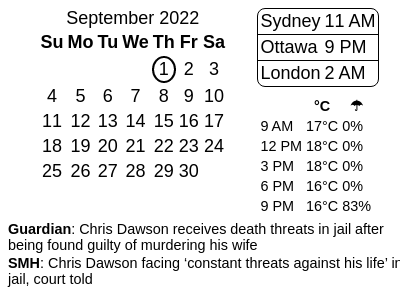 September 2022
Su Mo Tu We Th Fr Sa
1 2 3
4 5 6 7 8 9 10
11 12 13 14 15 16 17
18 19 20 21 22 23 24
25 26 27 28 29 30
Sydney 11 AM
Ottawa 9 PM
London 2 AM
°C ☂
9 AM 17°C 0%
12 PM 18°C 0%
3 PM 18°C 0%
6 PM 16°C 0%
9 PM 16°C 83%
Guardian: Chris Dawson receives death threats in jail after
being found guilty of murdering his wife
SMH: Chris Dawson facing ‘constant threats against his life’ in
jail, court told